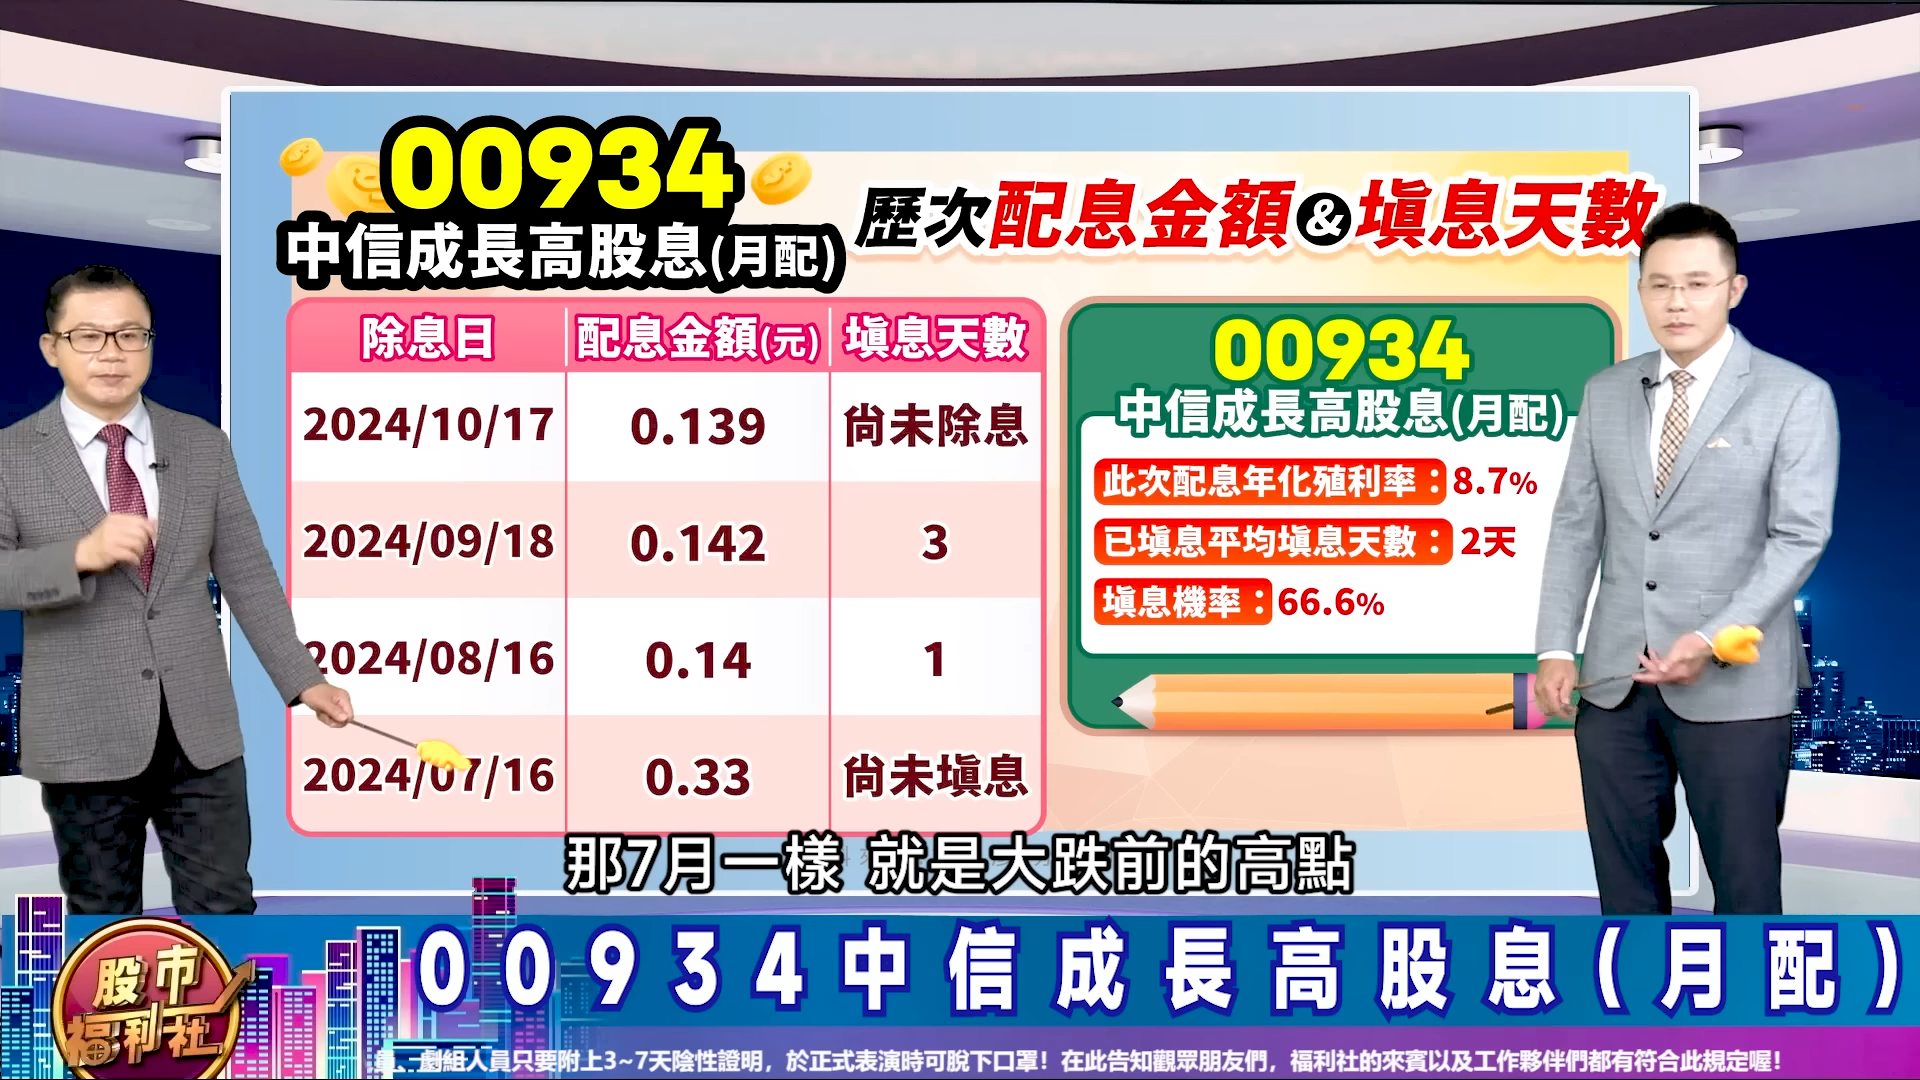 00934
中信成長高股息(月配)
歷次配息金額&填息天數
除息日 配息金額(元) 填息天數
2024/10/17 0.139 尚未除息
2024/09/18 0.142 3
2024/08/16 0.14 1
2024/07/16 0.33 尚未填息
00934
中信成長高股息(月配)
此次配息年化殖利率：8.7%
已填息平均填息天數：2天
填息機率：66.6%
那7月一樣 就是大跌前的高點
00934中信成長高股息(月配)
股市
福利社
劇組人員只要附上3~7天陰性證明，於正式表演時可脫下口罩！在此告知觀眾朋友們，福利社的來賓以及工作夥伴們都有符合此規定喔！